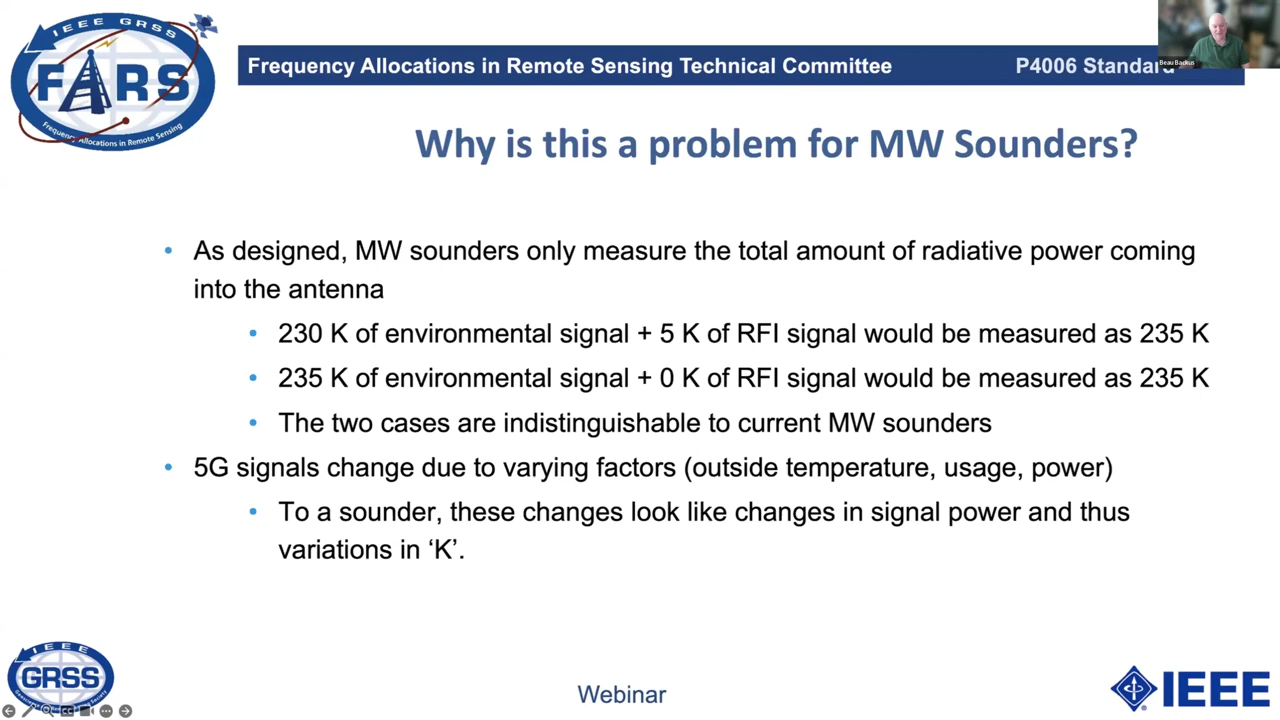 IEEE GRSS
FARS
Frequency Allocations in Remote Sensing
Frequency Allocations in Remote Sensing Technical Committee
P4006 Standard
Beau Backus
Why is this a problem for MW Sounders?
• As designed, MW sounders only measure the total amount of radiative power coming
into the antenna
• 230 K of environmental signal + 5 K of RFI signal would be measured as 235 K
• 235 K of environmental signal + 0 K of RFI signal would be measured as 235 K
• The two cases are indistinguishable to current MW sounders
• 5G signals change due to varying factors (outside temperature, usage, power)
• To a sounder, these changes look like changes in signal power and thus
variations in ‘K’.
IEEE
GRSS
Webinar
IEEE